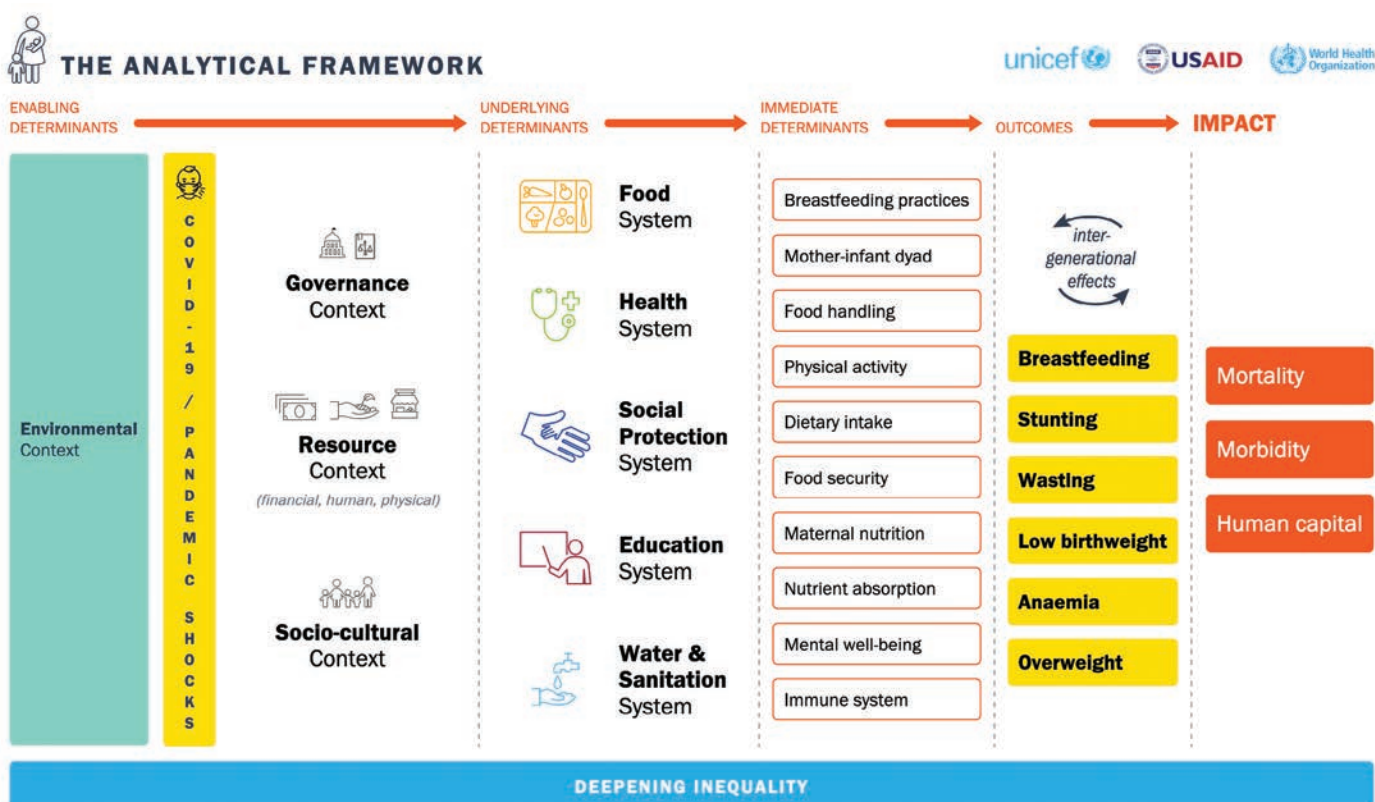 THE ANALYTICAL FRAMEWORK
unicef
USAID
World Health
Organization
ENABLING
DETERMINANTS
UNDERLYING
DETERMINANTS
IMMEDIATE
DETERMINANTS
OUTCOMES
IMPACT
Environmental
Context
COVID-19 / PANDEMIC SHOCKS
Governance
Context
Resource
Context
(financial, human, physical)
Socio-cultural
Context
Food
System
Health
System
Social
Protection
System
Education
System
Water &
Sanitation
System
Breastfeeding practices
Mother-infant dyad
Food handling
Physical activity
Dietary intake
Food security
Maternal nutrition
Nutrient absorption
Mental well-being
Immune system
inter-
generational
effects
Breastfeeding
Stunting
Wasting
Low birthweight
Anaemia
Overweight
Mortality
Morbidity
Human capital
DEEPENING INEQUALITY